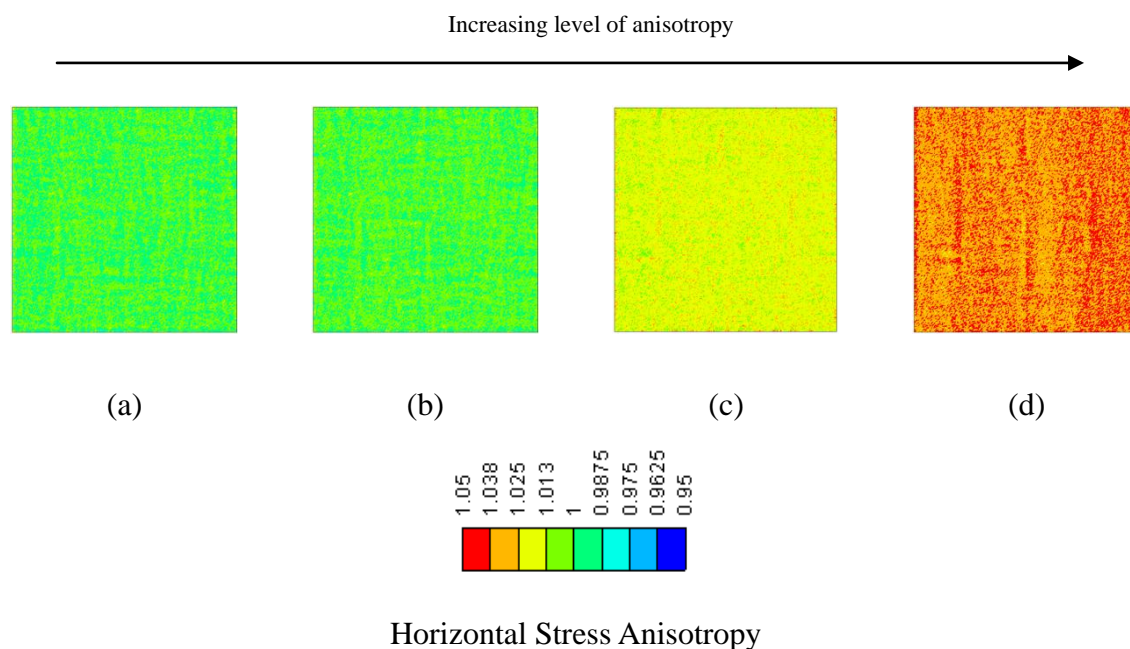 Increasing level of anisotropy
(a) (b) (c) (d)
1.05 1.038 1.025 1.013 1 0.9875 0.975 0.9625 0.95
Horizontal Stress Anisotropy